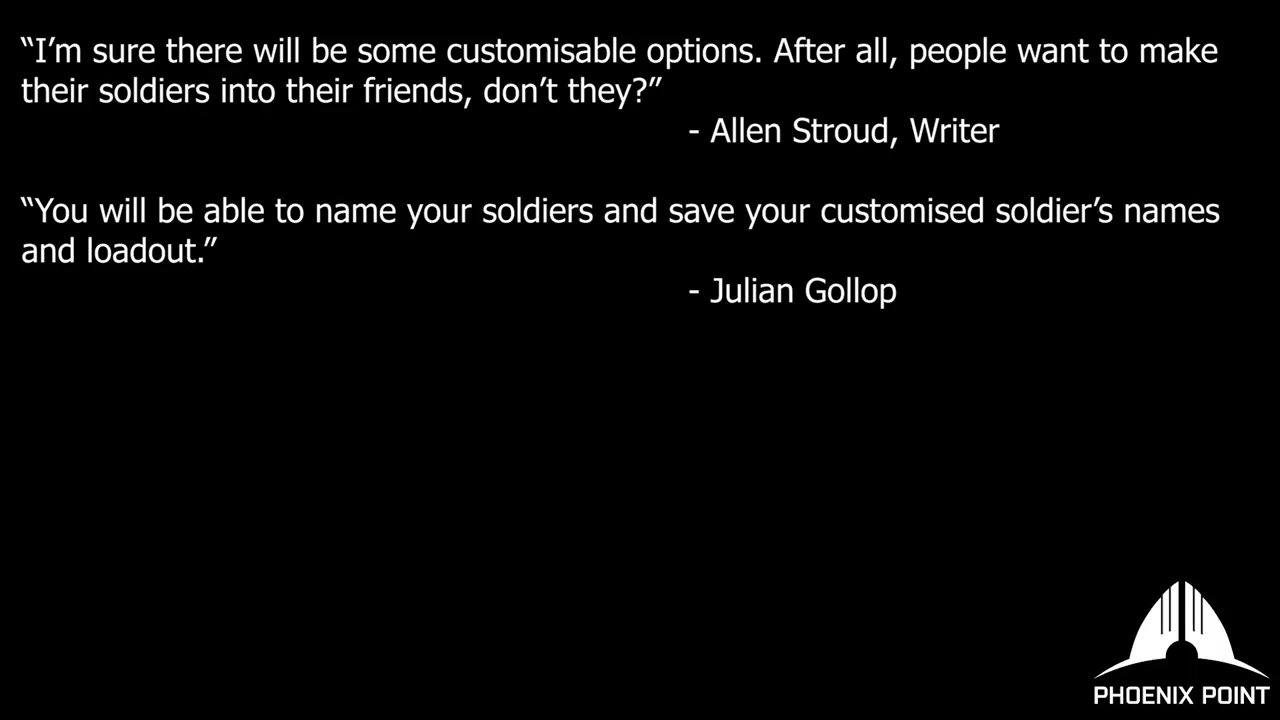 “I’m sure there will be some customisable options. After all, people want to make
their soldiers into their friends, don’t they?”
- Allen Stroud, Writer
“You will be able to name your soldiers and save your customised soldier’s names
and loadout.”
- Julian Gollop
PHOENIX POINT